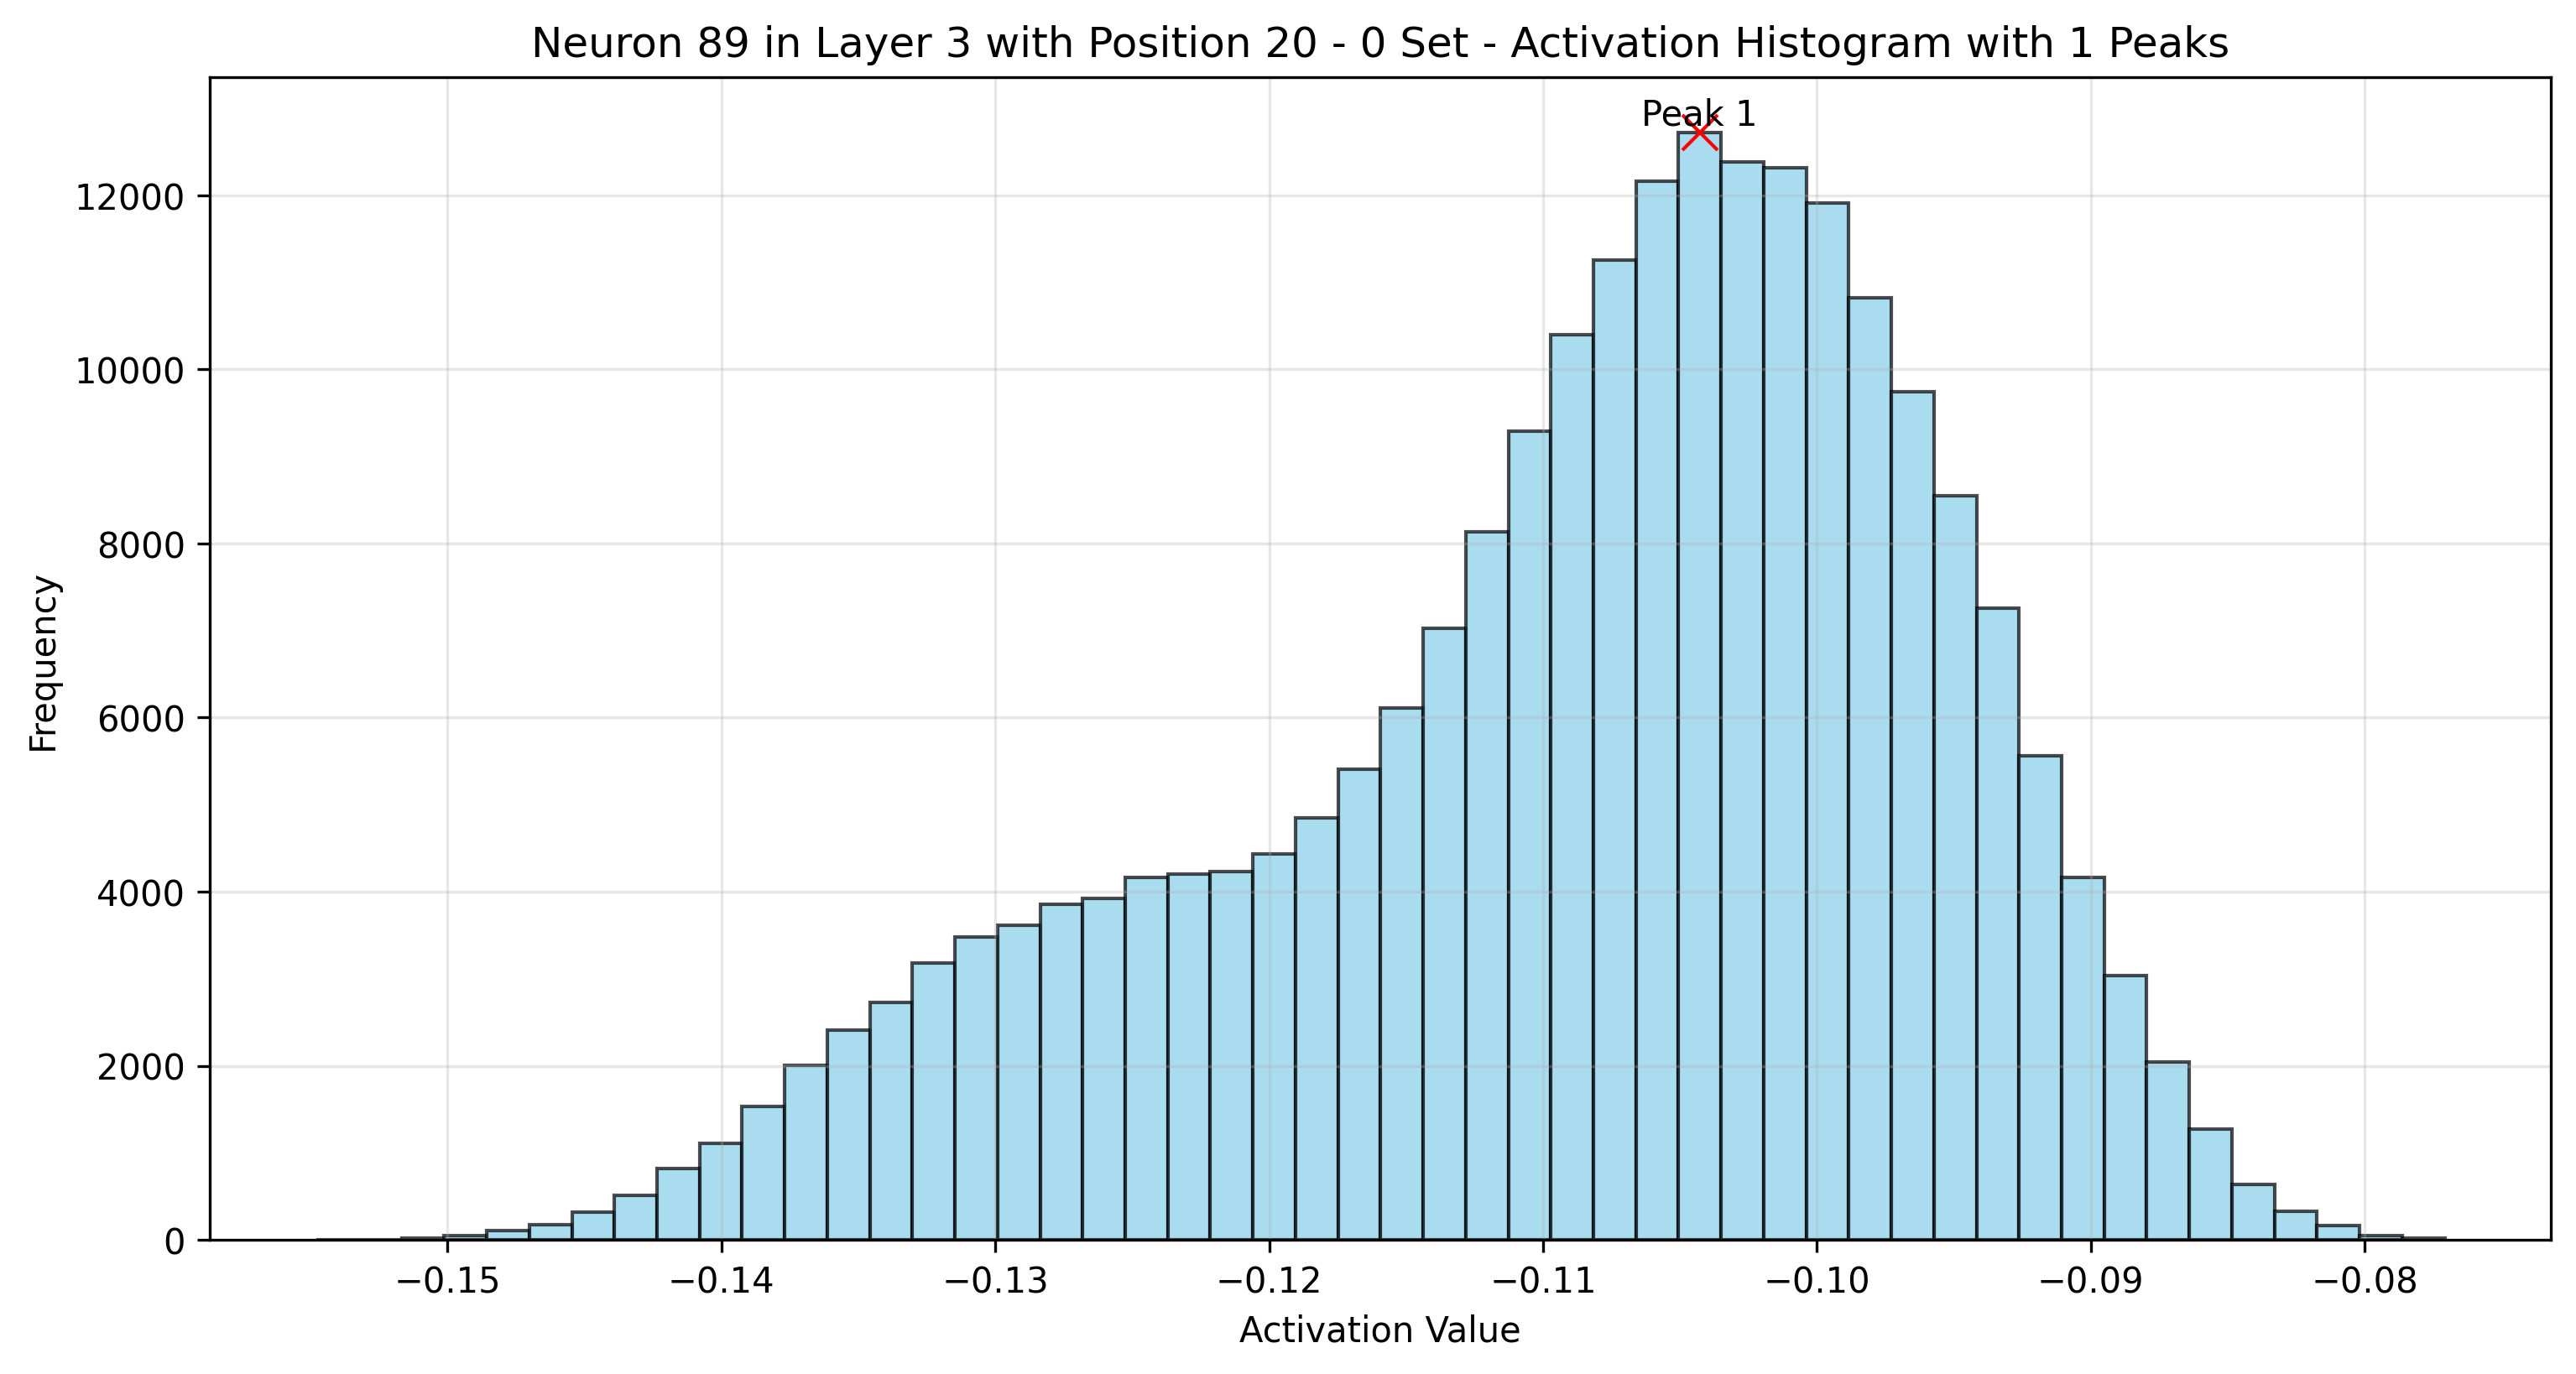 Neuron 89 in Layer 3 with Position 20 - 0 Set - Activation Histogram with 1 Peaks
Peak 1
12000
10000
8000
6000
4000
2000
0
Frequency
−0.15 −0.14 −0.13 −0.12 −0.11 −0.10 −0.09 −0.08
Activation Value